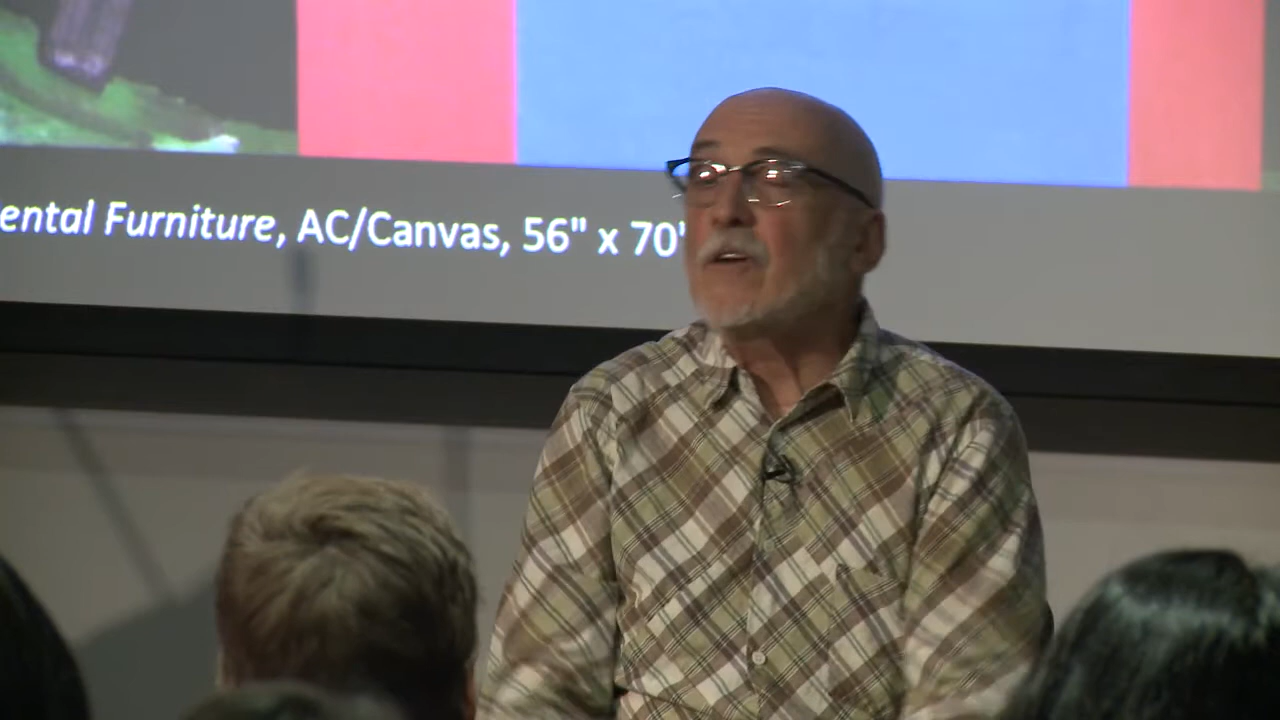 ental Furniture, AC/Canvas, 56" x 70"